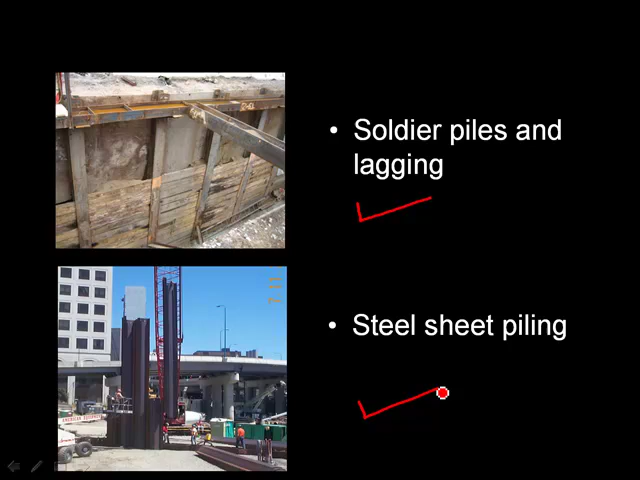 • Soldier piles and
lagging
• Steel sheet piling